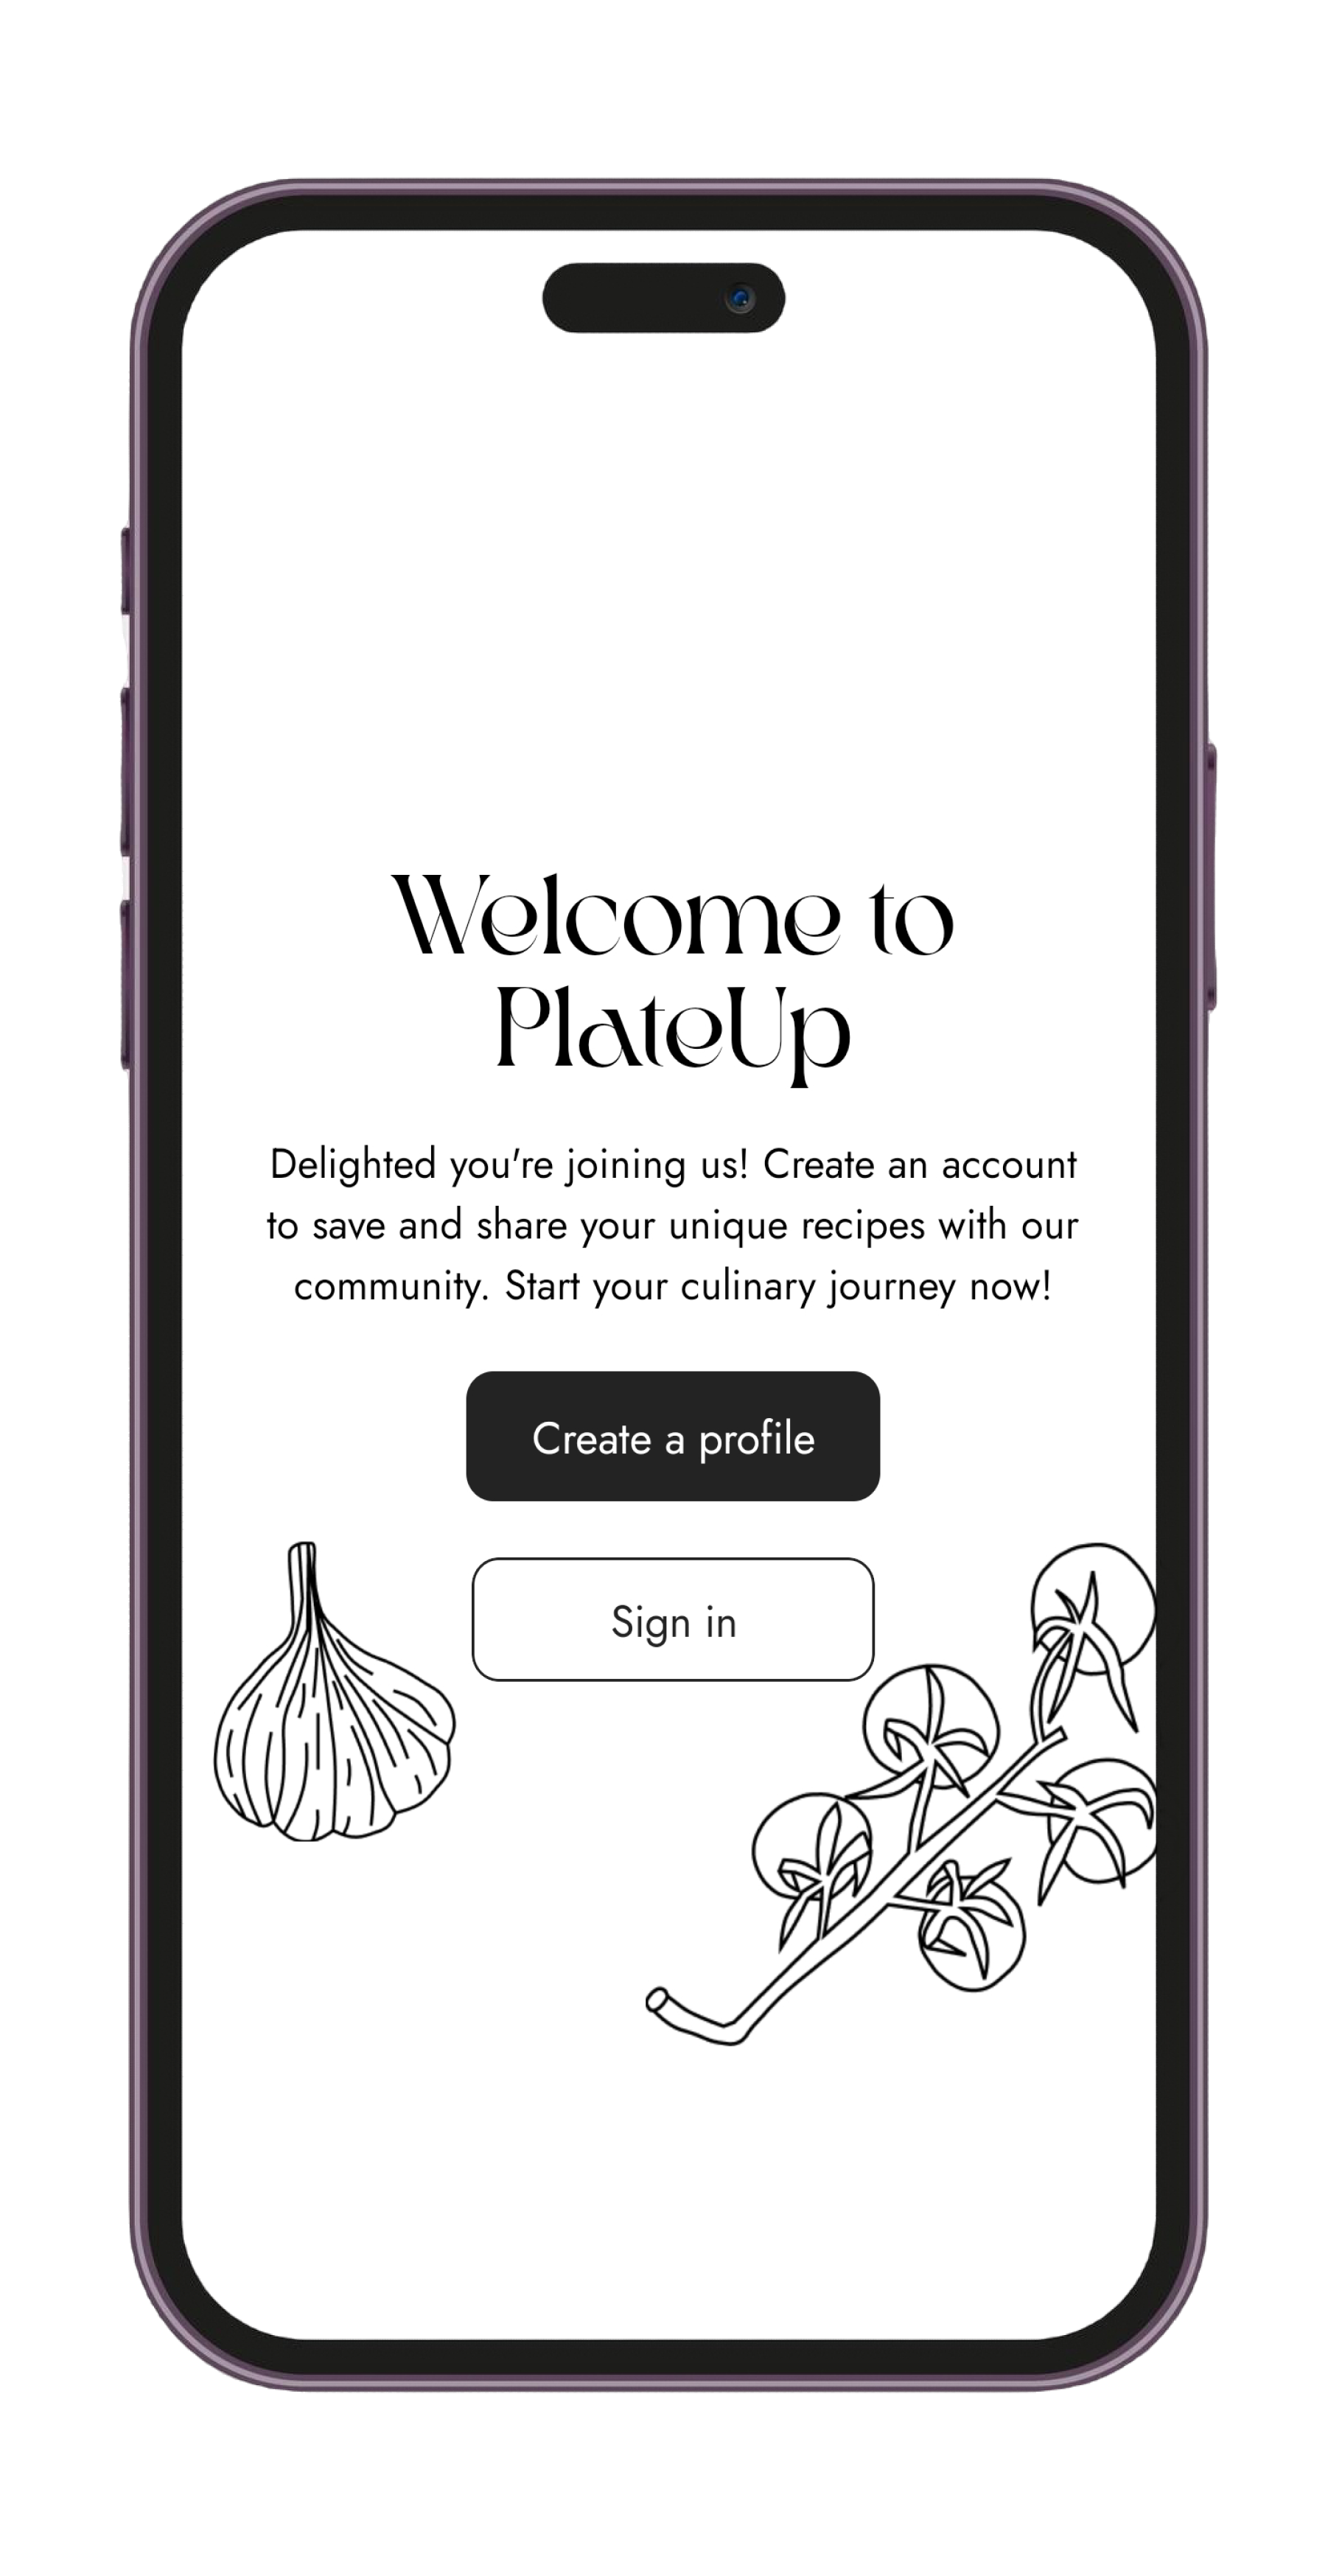 Welcome to
PlateUp
Delighted you're joining us! Create an account
to save and share your unique recipes with our
community. Start your culinary journey now!
Create a profile
Sign in